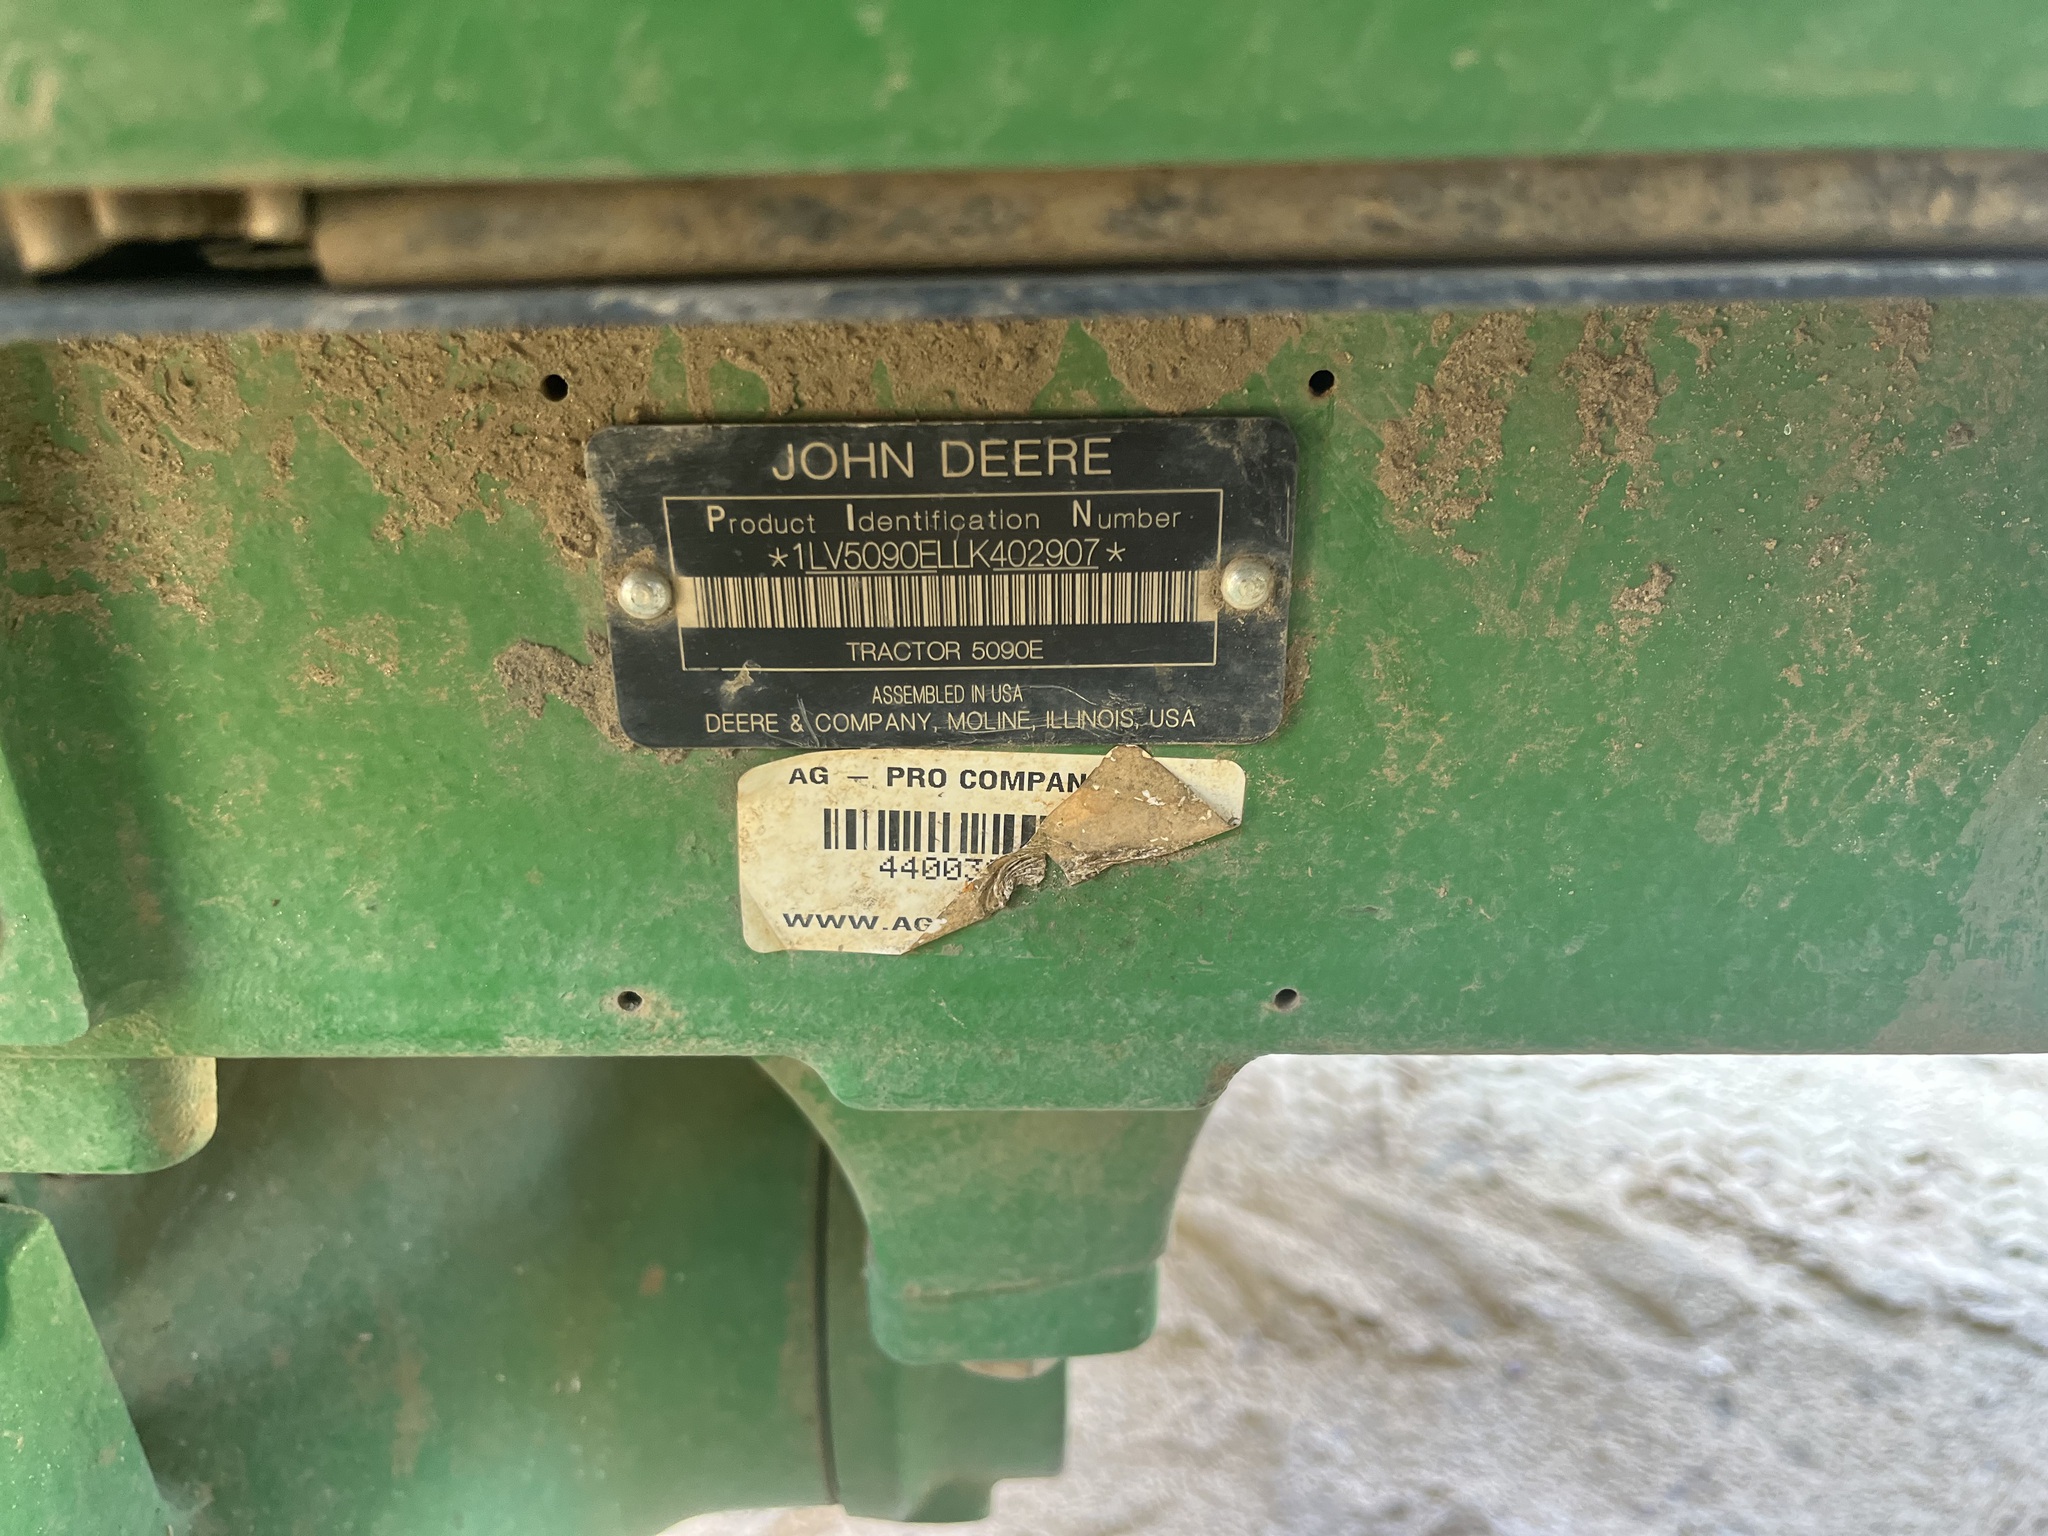 JOHN DEERE
Product Identification Number
*1LV5090ELLK402907*
TRACTOR 5090E
ASSEMBLED IN USA
DEERE & COMPANY, MOLINE, ILLINOIS, USA
AG - PRO COMPAN
44003
WWW.AG